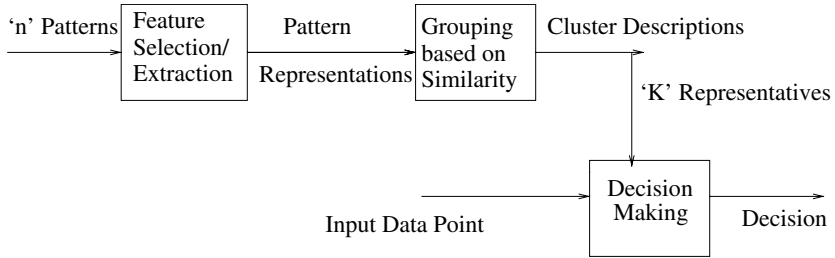 ‘n’ Patterns
Feature
Selection/
Extraction
Pattern
Representations
Grouping
based on
Similarity
Cluster Descriptions
‘K’ Representatives
Input Data Point
Decision
Making
Decision